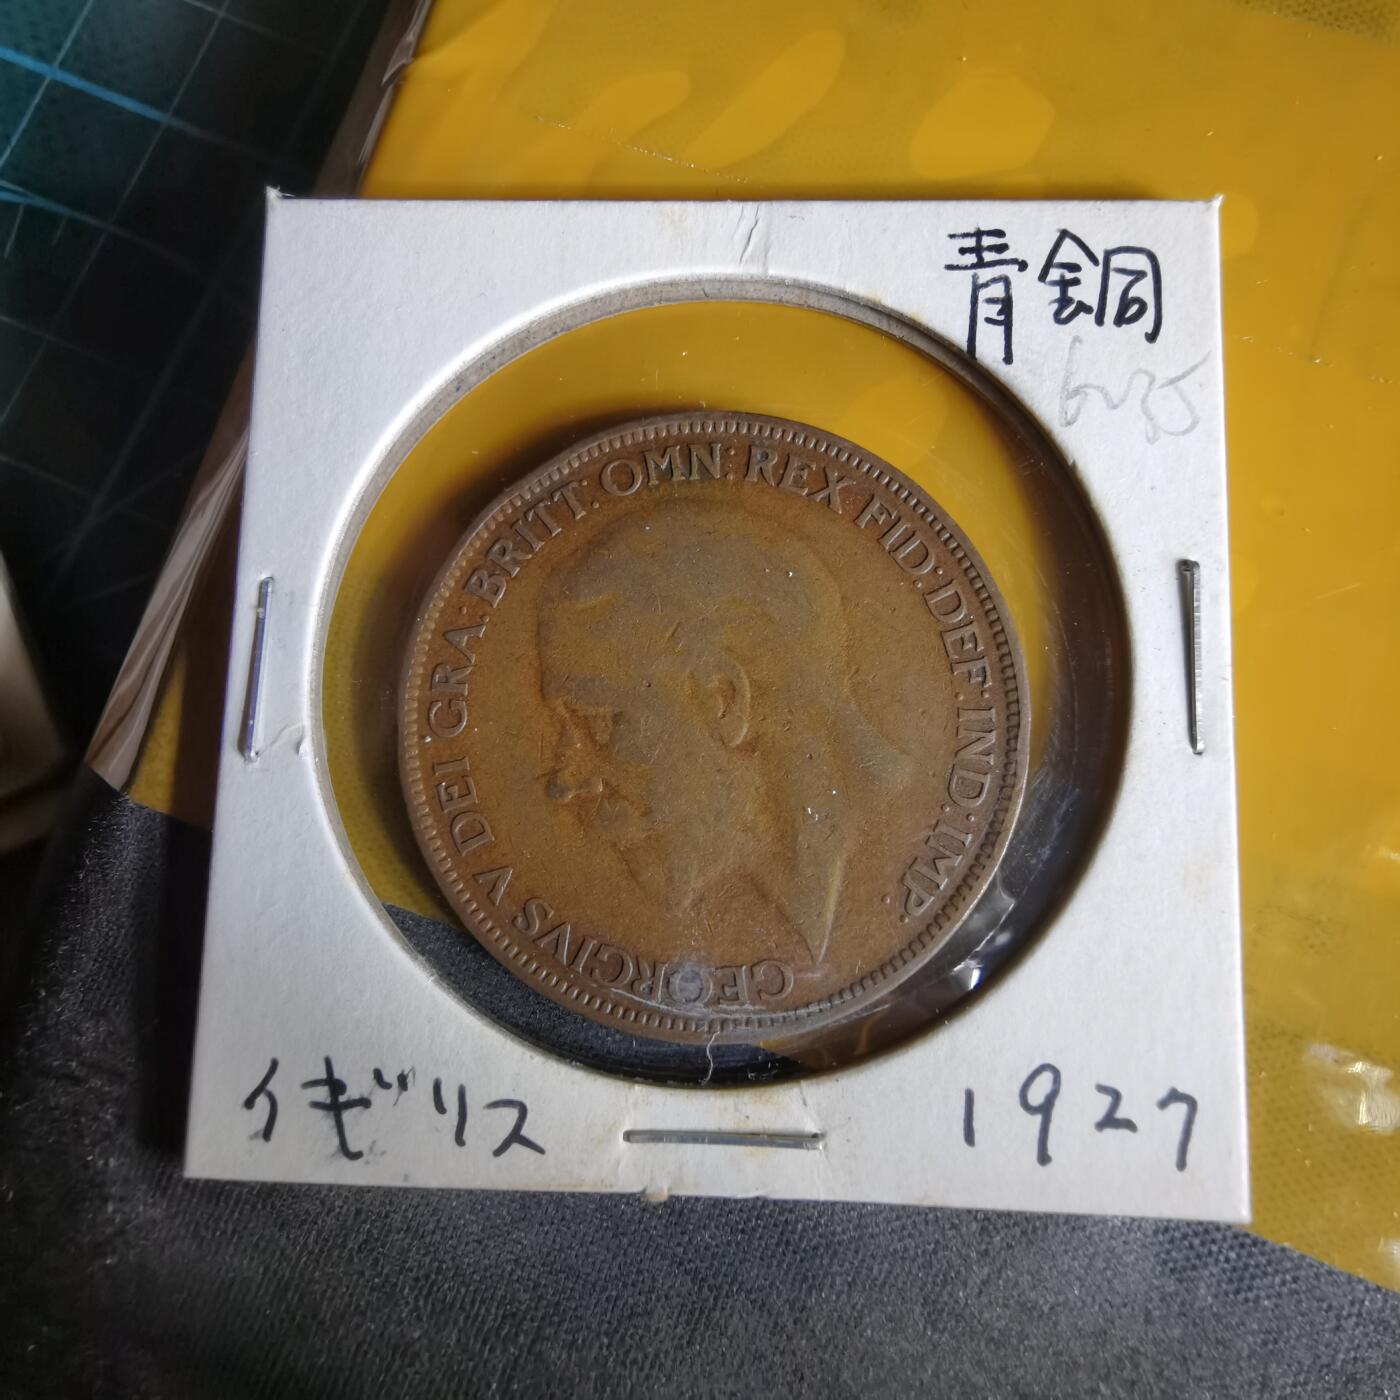 青銅
GEORGIVS V DEI GRA: BRITT: OMN: REX FID: DEF: IND: IMP:
イギリス
1927